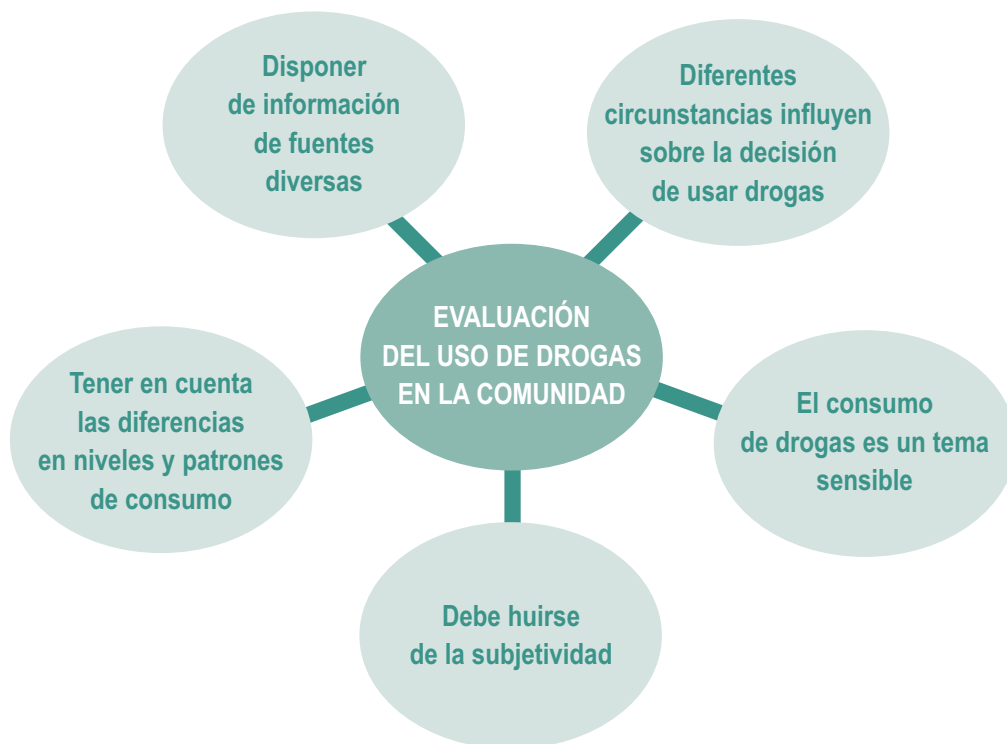 Disponer
de información
de fuentes
diversas
Diferentes
circunstancias influyen
sobre la decisión
de usar drogas
EVALUACIÓN
DEL USO DE DROGAS
EN LA COMUNIDAD
Tener en cuenta
las diferencias
en niveles y patrones
de consumo
El consumo
de drogas es un tema
sensible
Debe huirse
de la subjetividad